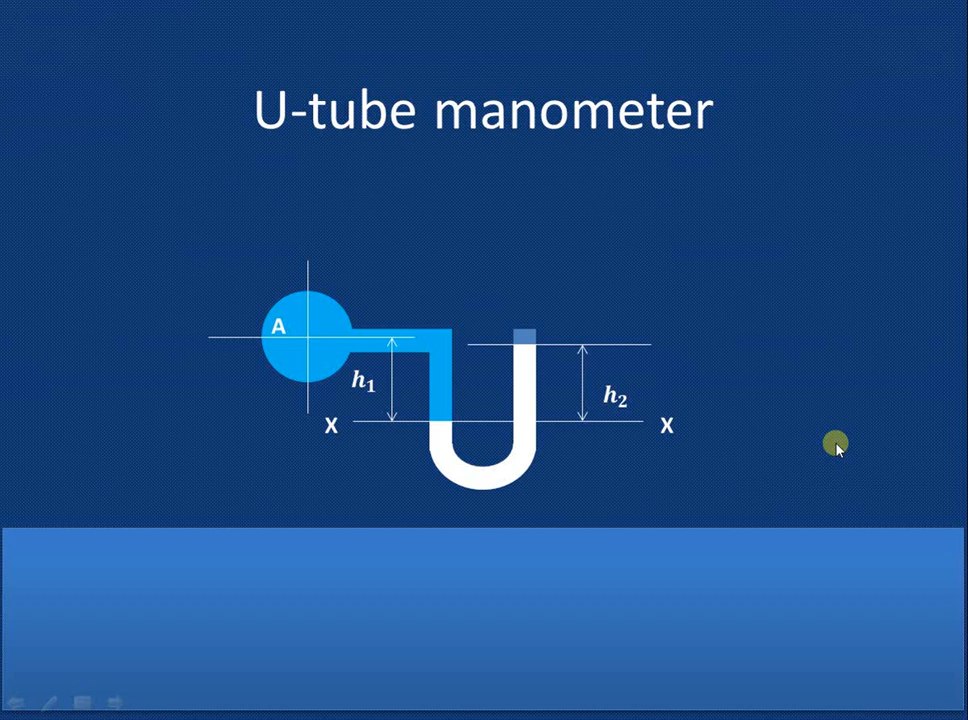 U-tube manometer
A
h₁
h₂
X
X